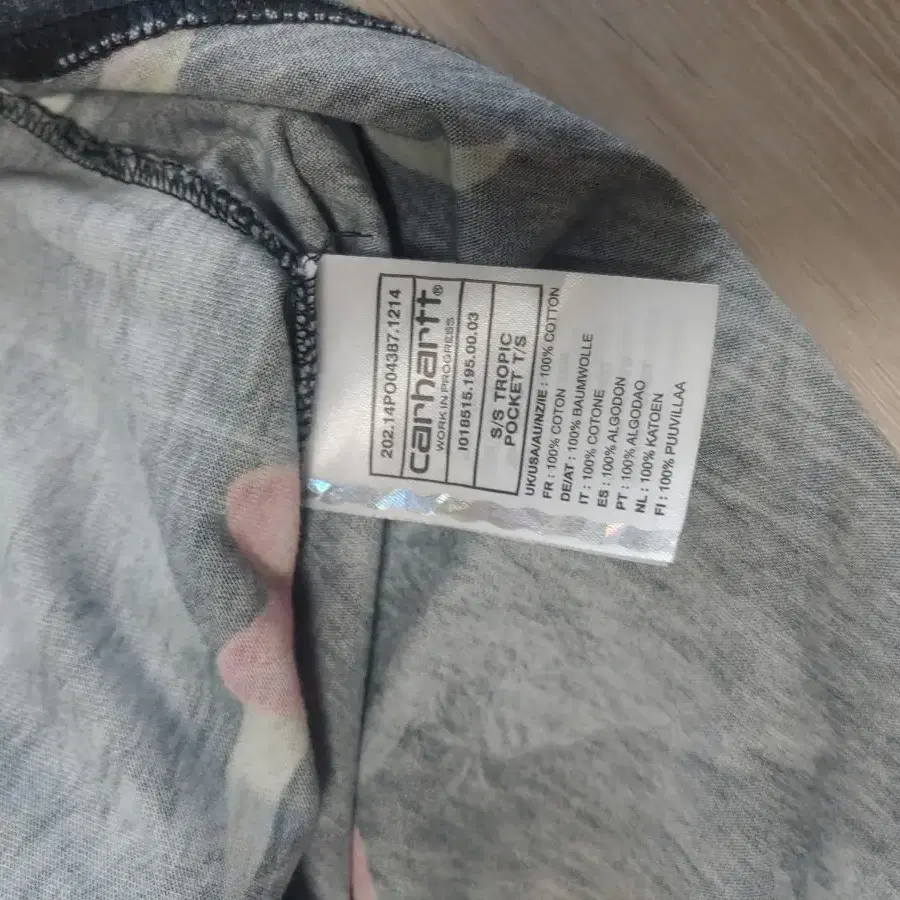 202.14PO04387.1214
carhartt®
WORK IN PROGRESS
I018515.195.00.03
S/S TROPIC
POCKET T/S
UK/USA/AU/NZ/IE : 100% COTTON
FR : 100% COTON
DE/AT : 100% BAUMWOLLE
IT : 100% COTONE
ES : 100% ALGODON
PT : 100% ALGODAO
NL : 100% KATOEN
FI : 100% PUUVILLAA